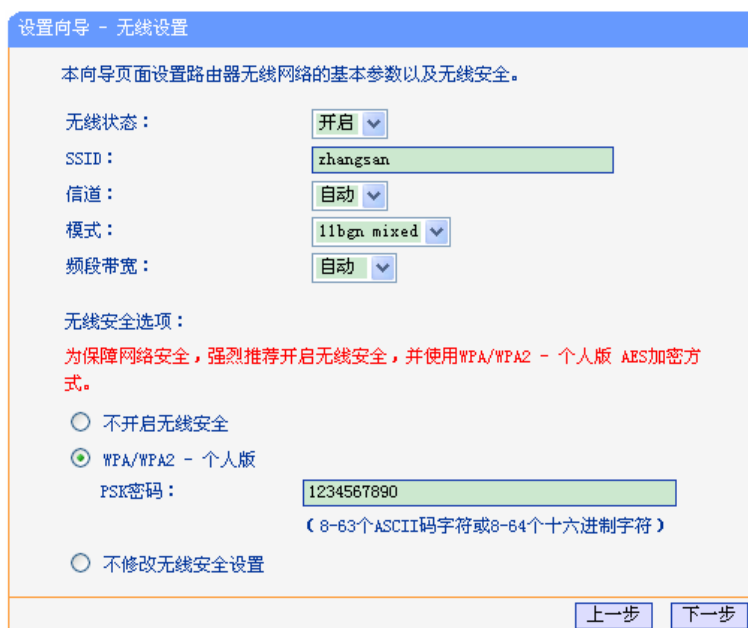 设置向导 - 无线设置
本向导页面设置路由器无线网络的基本参数以及无线安全。
无线状态： 开启
SSID： zhangsan
信道： 自动
模式： 11bgn mixed
频段带宽： 自动
无线安全选项：
为保障网络安全，强烈推荐开启无线安全，并使用WPA/WPA2 - 个人版 AES加密方
式。
不开启无线安全
WPA/WPA2 - 个人版
PSK密码： 1234567890
（8-63个ASCII码字符或8-64个十六进制字符）
不修改无线安全设置
上一步 下一步